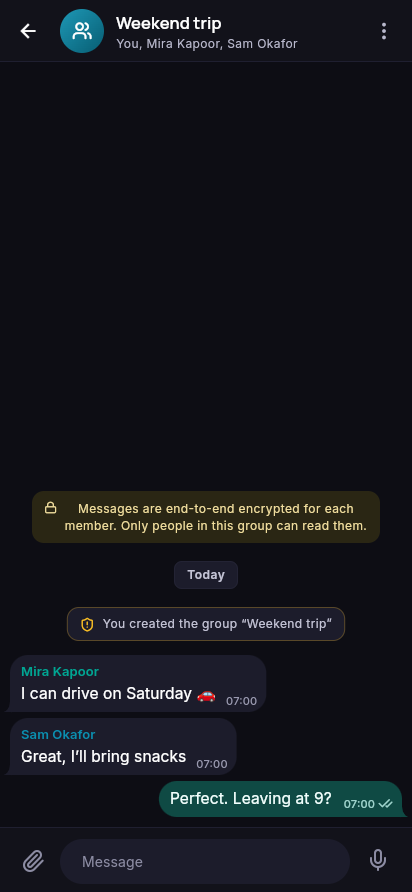 Weekend trip
You, Mira Kapoor, Sam Okafor
Messages are end-to-end encrypted for each
member. Only people in this group can read them.
Today
You created the group “Weekend trip”
Mira Kapoor
I can drive on Saturday 🚗 07:00
Sam Okafor
Great, I’ll bring snacks 07:00
Perfect. Leaving at 9? 07:00
Message